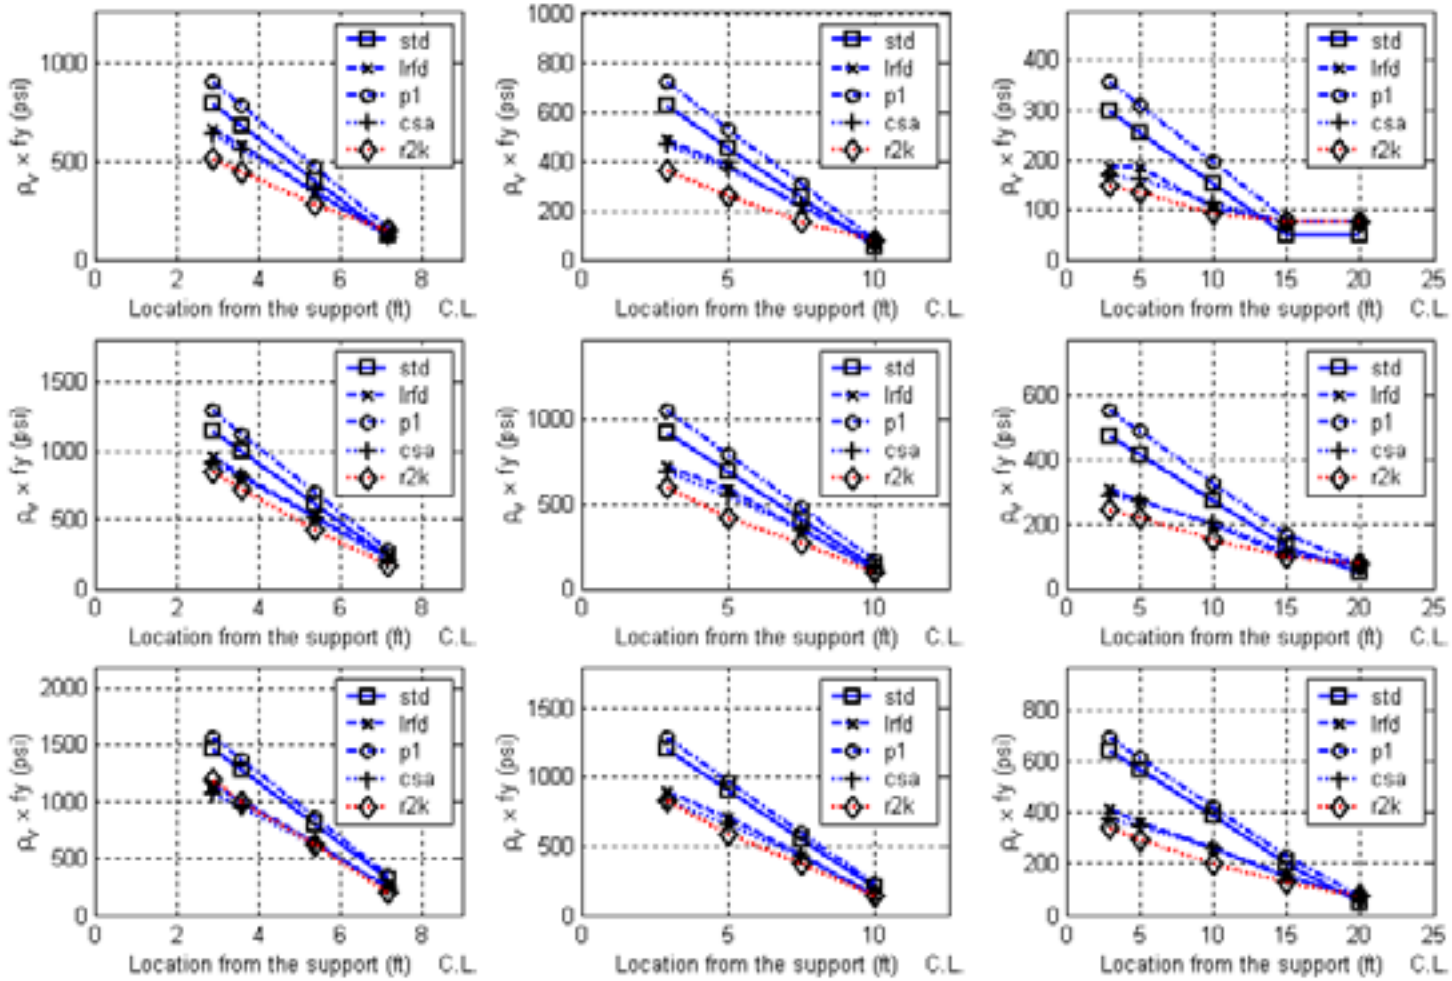 1000
500
0
0 2 4 6 8
ρv × fy (psi)
Location from the support (ft) C.L.
std
lrfd
p1
csa
r2k
1000
800
600
400
200
0
0 5 10
ρv × fy (psi)
Location from the support (ft) C.L.
std
lrfd
p1
csa
r2k
400
300
200
100
0
0 5 10 15 20 25
ρv × fy (psi)
Location from the support (ft) C.L.
std
lrfd
p1
csa
r2k
1500
1000
500
0
0 2 4 6 8
ρv × fy (psi)
Location from the support (ft) C.L.
std
lrfd
p1
csa
r2k
1000
500
0
0 5 10
ρv × fy (psi)
Location from the support (ft) C.L.
std
lrfd
p1
csa
r2k
600
400
200
0
0 5 10 15 20 25
ρv × fy (psi)
Location from the support (ft) C.L.
std
lrfd
p1
csa
r2k
2000
1500
1000
500
0
0 2 4 6 8
ρv × fy (psi)
Location from the support (ft) C.L.
std
lrfd
p1
csa
r2k
1500
1000
500
0
0 5 10
ρv × fy (psi)
Location from the support (ft) C.L.
std
lrfd
p1
csa
r2k
800
600
400
200
0
0 5 10 15 20 25
ρv × fy (psi)
Location from the support (ft) C.L.
std
lrfd
p1
csa
r2k